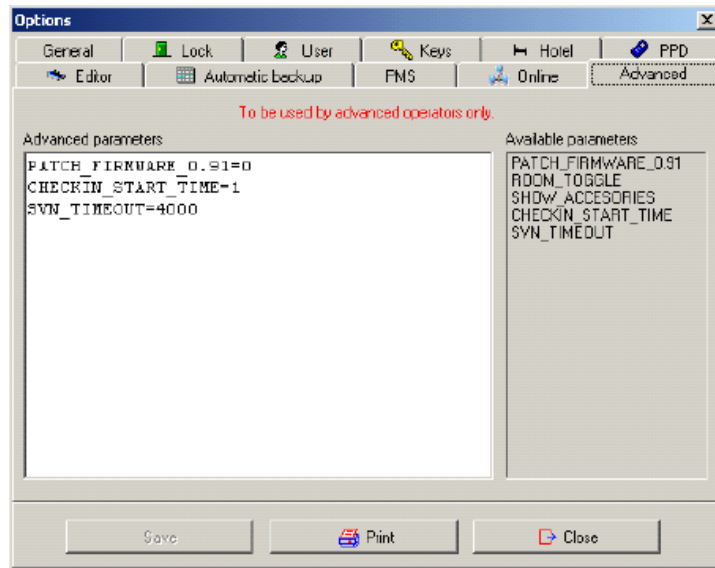 Options
General Lock User Keys Hotel PPD
Editor Automatic backup PMS Online Advanced
To be used by advanced operators only.
Advanced parameters Available parameters
PATCH_FIRMWARE_0.91=0
CHECKIN_START_TIME=1
SVN_TIMEOUT=4000
PATCH_FIRMWARE_0.91
ROOM_TOGGLE
SHOW_ACCESORIES
CHECKIN_START_TIME
SVN_TIMEOUT
Save Print Close